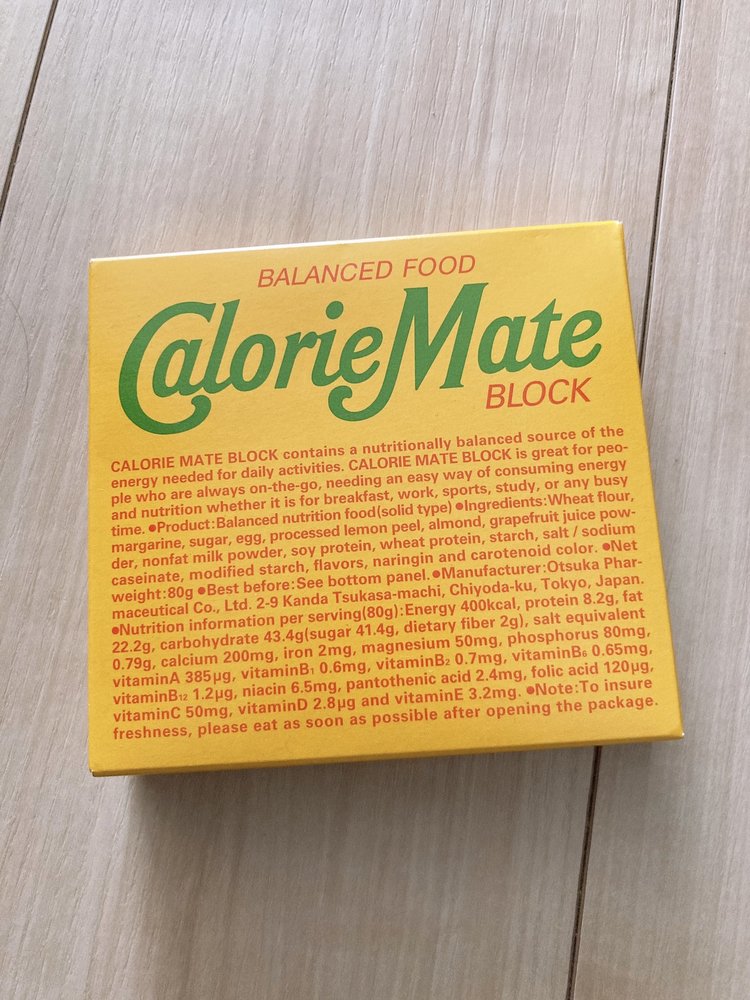 BALANCED FOOD
CalorieMate
BLOCK
CALORIE MATE BLOCK contains a nutritionally balanced source of the
energy needed for daily activities. CALORIE MATE BLOCK is great for peo-
ple who are always on-the-go, needing an easy way of consuming energy
and nutrition whether it is for breakfast, work, sports, study, or any busy
time. ●Product:Balanced nutrition food(solid type) ●Ingredients:Wheat flour,
margarine, sugar, egg, processed lemon peel, almond, grapefruit juice pow-
der, nonfat milk powder, soy protein, wheat protein, starch, salt / sodium
caseinate, modified starch, flavors, naringin and carotenoid color. ●Net
weight:80g ●Best before:See bottom panel. ●Manufacturer:Otsuka Phar-
maceutical Co., Ltd. 2-9 Kanda Tsukasa-machi, Chiyoda-ku, Tokyo, Japan.
●Nutrition information per serving(80g):Energy 400kcal, protein 8.2g, fat
22.2g, carbohydrate 43.4g(sugar 41.4g, dietary fiber 2g), salt equivalent
0.79g, calcium 200mg, iron 2mg, magnesium 50mg, phosphorus 80mg,
vitaminA 385μg, vitaminB₁ 0.6mg, vitaminB₂ 0.7mg, vitaminB₆ 0.65mg,
vitaminB₁₂ 1.2μg, niacin 6.5mg, pantothenic acid 2.4mg, folic acid 120μg,
vitaminC 50mg, vitaminD 2.8μg and vitaminE 3.2mg. ●Note:To insure
freshness, please eat as soon as possible after opening the package.